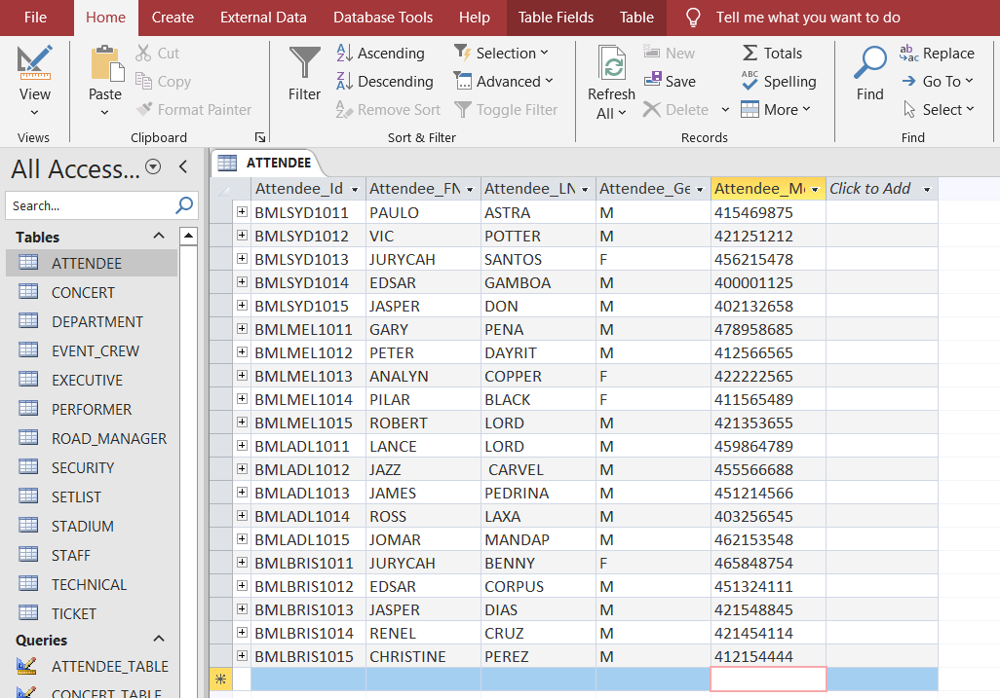 File Home Create External Data Database Tools Help Table Fields Table Tell me what you want to do
View
Views
Paste
Cut
Copy
Format Painter
Clipboard
Filter
Ascending
Descending
Remove Sort
Selection
Advanced
Toggle Filter
Sort & Filter
Refresh
All
New
Save
Delete
Totals
Spelling
More
Records
Find
Replace
Go To
Select
Find
All Access...
Search...
Tables
ATTENDEE
CONCERT
DEPARTMENT
EVENT_CREW
EXECUTIVE
PERFORMER
ROAD_MANAGER
SECURITY
SETLIST
STADIUM
STAFF
TECHNICAL
TICKET
Queries
ATTENDEE_TABLE
CONCERT_TABLE
ATTENDEE
Attendee_Id Attendee_FN Attendee_LN Attendee_Ge Attendee_Mo Click to Add
BMLSYD1011 PAULO ASTRA M 415469875
BMLSYD1012 VIC POTTER M 421251212
BMLSYD1013 JURYCAH SANTOS F 456215478
BMLSYD1014 EDSAR GAMBOA M 400001125
BMLSYD1015 JASPER DON M 402132658
BMLMEL1011 GARY PENA M 478958685
BMLMEL1012 PETER DAYRIT M 412566565
BMLMEL1013 ANALYN COPPER F 422222565
BMLMEL1014 PILAR BLACK F 411565489
BMLMEL1015 ROBERT LORD M 421353655
BMLADL1011 LANCE LORD M 459864789
BMLADL1012 JAZZ CARVEL M 455566688
BMLADL1013 JAMES PEDRINA M 451214566
BMLADL1014 ROSS LAXA M 403256545
BMLADL1015 JOMAR MANDAP M 462153548
BMLBRIS1011 JURYCAH BENNY F 465848754
BMLBRIS1012 EDSAR CORPUS M 451324111
BMLBRIS1013 JASPER DIAS M 421548845
BMLBRIS1014 RENEL CRUZ M 421454114
BMLBRIS1015 CHRISTINE PEREZ M 412154444